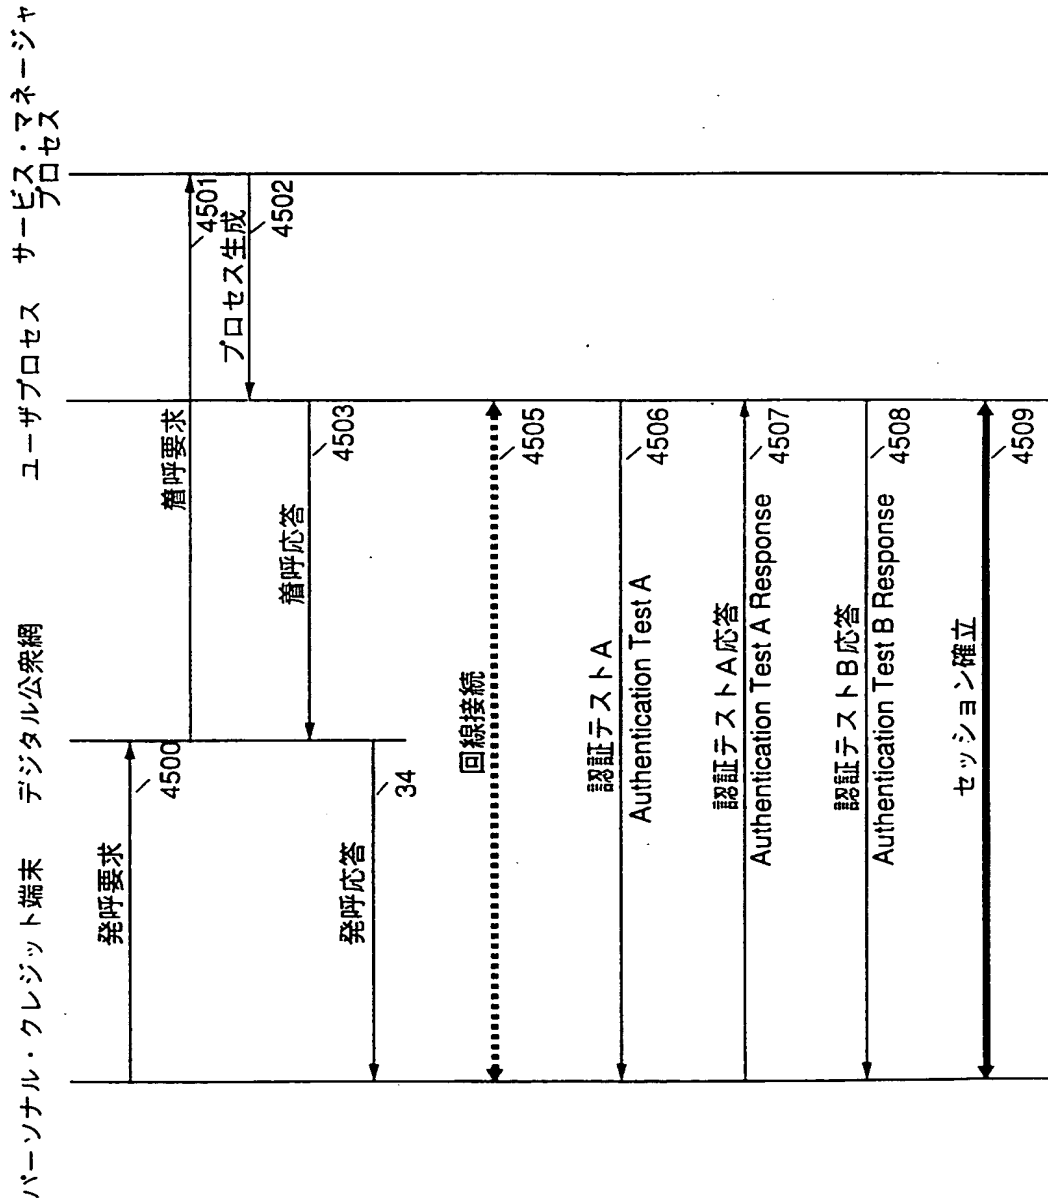 パーソナル・クレジット端末
デジタル公衆網
ユーザプロセス
サービス・マネージャ
プロセス
発呼要求
4500
着呼要求
4501
プロセス生成
4502
着呼応答
4503
発呼応答
34
回線接続
4505
認証テストA
4506
Authentication Test A
認証テストA応答
4507
Authentication Test A Response
認証テストB応答
4508
Authentication Test B Response
セッション確立
4509